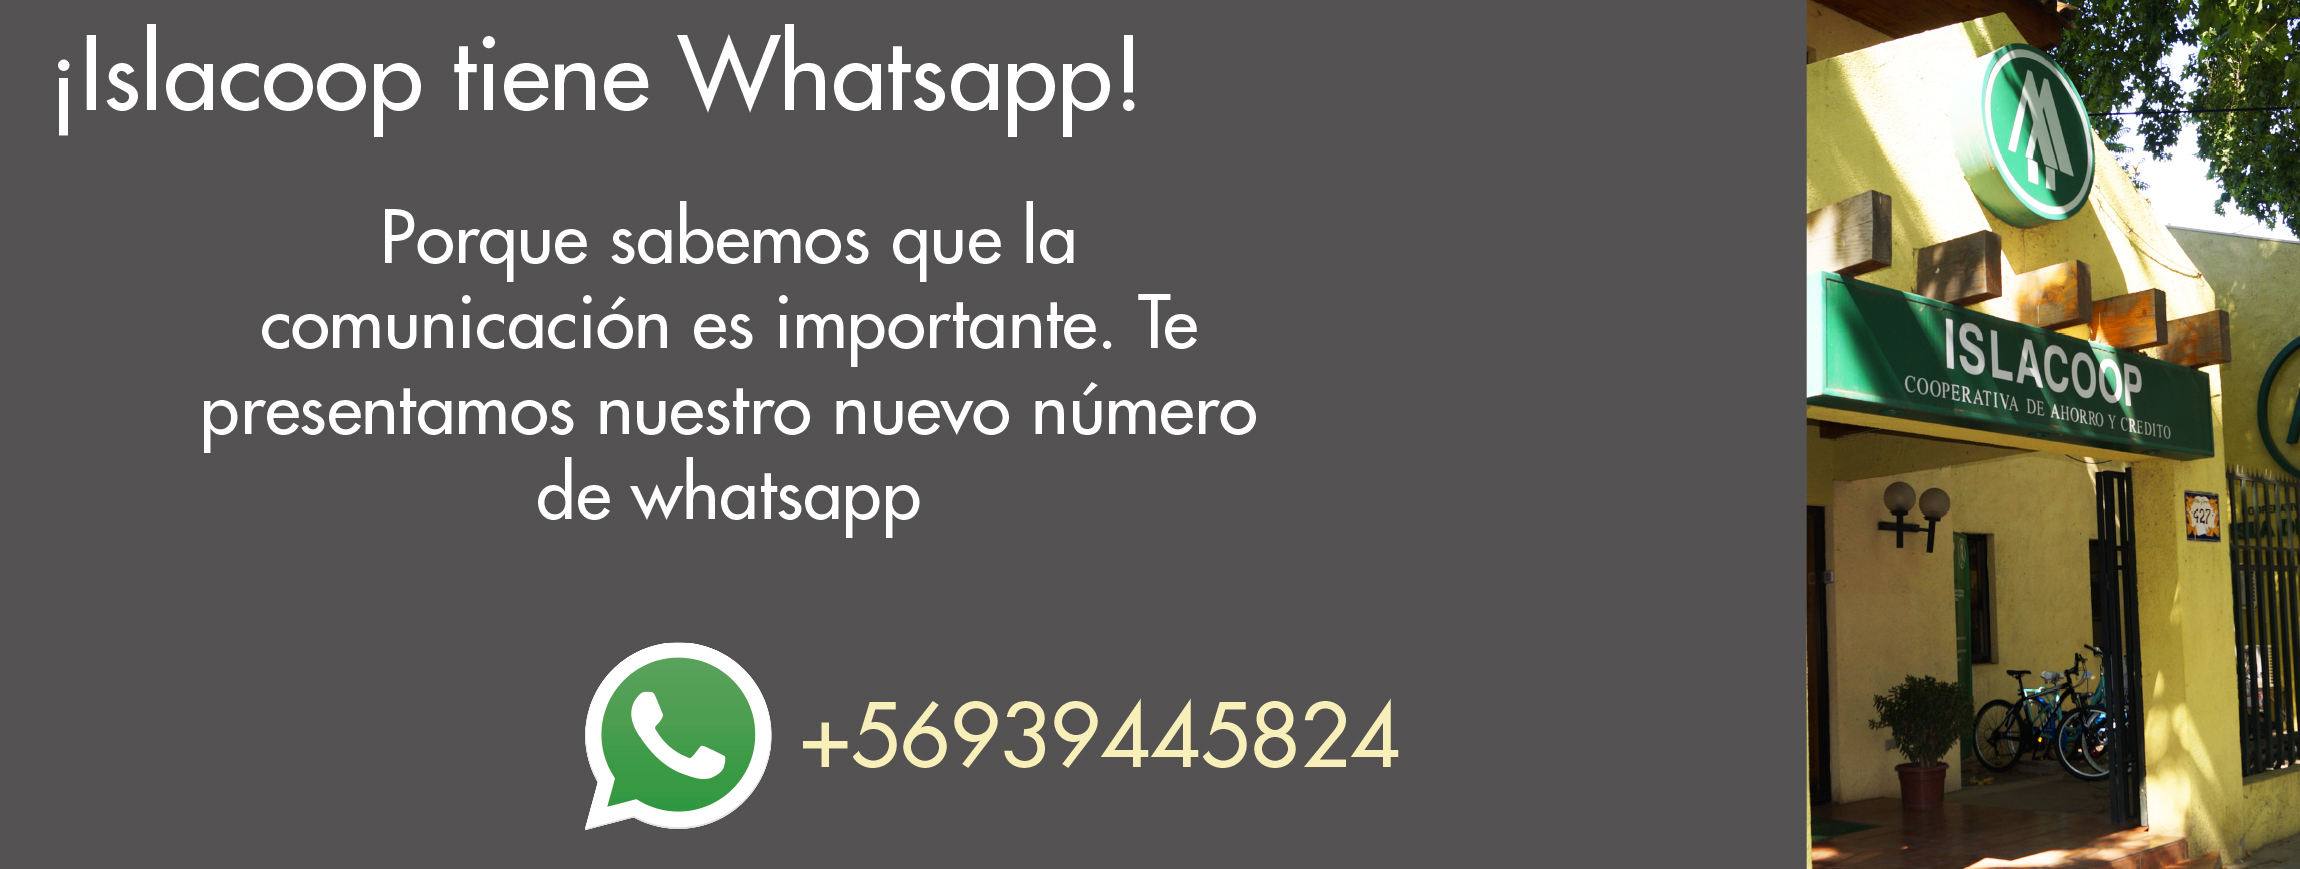 ¡Islacoop tiene Whatsapp!
Porque sabemos que la
comunicación es importante. Te
presentamos nuestro nuevo número
de whatsapp
+56939445824
ISLACOOP
COOPERATIVA DE AHORRO Y CREDITO
427